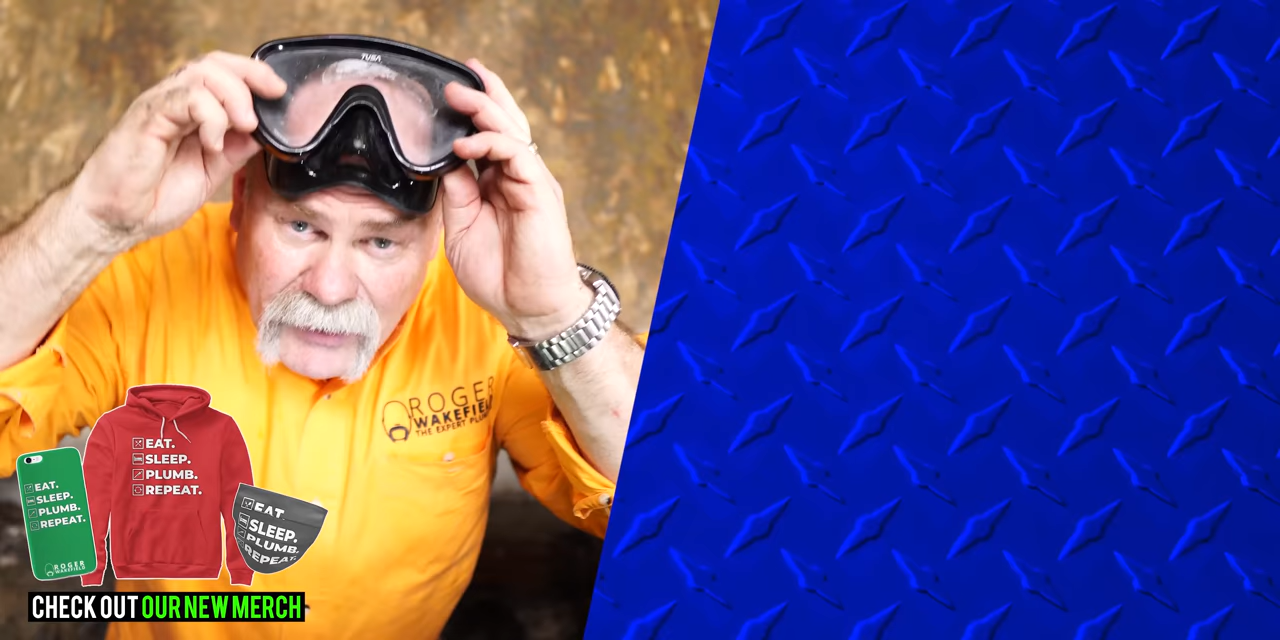 TUSA
ROGER
WAKEFIELD
THE EXPERT
EAT.
SLEEP.
PLUMB.
REPEAT.
EAT.
SLEEP.
PLUMB.
REPEAT.
ROGER
WAKEFIELD
EAT.
SLEEP.
PLUMB.
REPEAT.
CHECK OUT OUR NEW MERCH